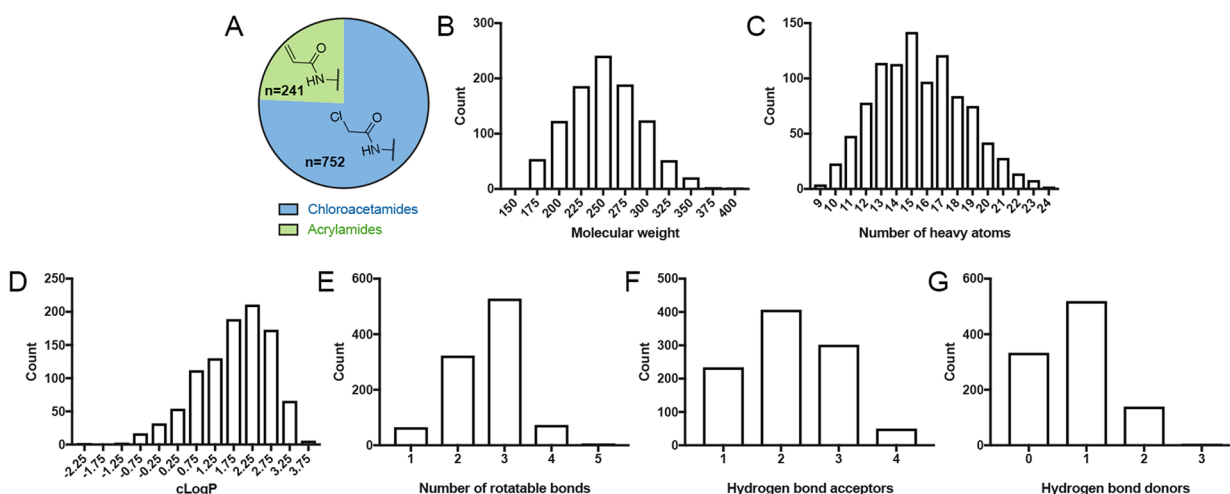 A
O
HN
n=241
Cl
O
HN
n=752
Chloroacetamides
Acrylamides
B
300
200
100
0
Count
150 175 200 225 250 275 300 325 350 375 400
Molecular weight
C
150
100
50
0
Count
9 10 11 12 13 14 15 16 17 18 19 20 21 22 23 24
Number of heavy atoms
D
250
200
150
100
50
0
Count
-2.25 -1.75 -1.25 -0.75 -0.25 0.25 0.75 1.25 1.75 2.25 2.75 3.25 3.75
cLogP
E
600
400
200
0
Count
1 2 3 4 5
Number of rotatable bonds
F
500
400
300
200
100
0
Count
1 2 3 4
Hydrogen bond acceptors
G
600
400
200
0
Count
0 1 2 3
Hydrogen bond donors